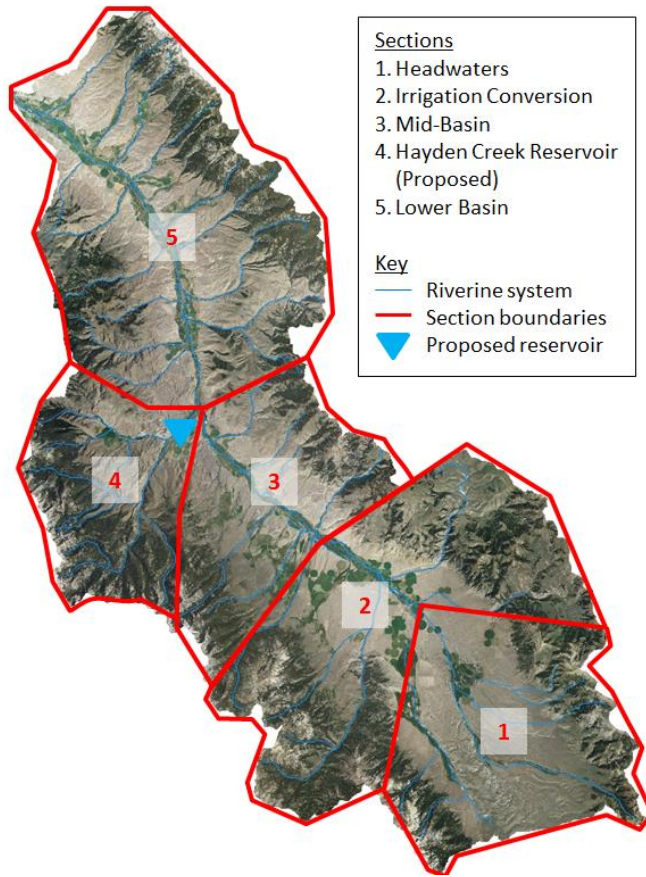 Sections
1. Headwaters
2. Irrigation Conversion
3. Mid-Basin
4. Hayden Creek Reservoir
(Proposed)
5. Lower Basin
Key
Riverine system
Section boundaries
Proposed reservoir
5
4
3
2
1